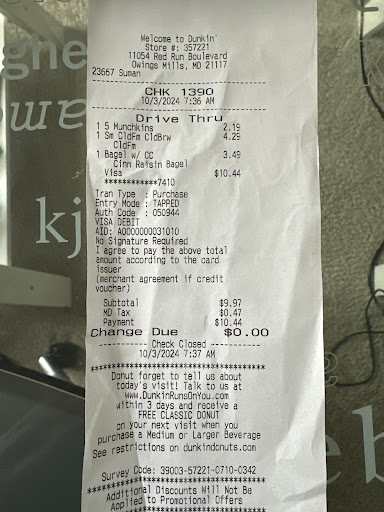 Welcome to Dunkin'
Store #: 357221
11054 Red Run Boulevard
Owings Mills, MD 21117
23667 Suman
CHK 1390
10/3/2024 7:36 AM
Drive Thru
1 5 Munchkins 2.19
1 Sm CldFm CldBrw 4.29
CldFm
1 Bagel w/ CC 3.49
Cinn Raisin Bagel
Visa $10.44
************7410
Tran Type : Purchase
Entry Mode : TAPPED
Auth Code : 050944
VISA DEBIT
AID: A0000000031010
No Signature Required
I agree to pay the above total
amount according to the card
issuer
(merchant agreement if credit
voucher)
Subtotal $9.97
MD Tax $0.47
Payment $10.44
Change Due $0.00
---------- Check Closed ----------
10/3/2024 7:37 AM
Donut forget to tell us about
today's visit! Talk to us at
www.DunkinRunsOnYou.com
within 3 days and receive a
FREE CLASSIC DONUT
on your next visit when you
purchase a Medium or Larger Beverage
See restrictions on dunkindonuts.com
Survey Code: 39003-57221-0710-0342
Additional Discounts Will Not Be
Applied to Promotional Offers
ghe
kj